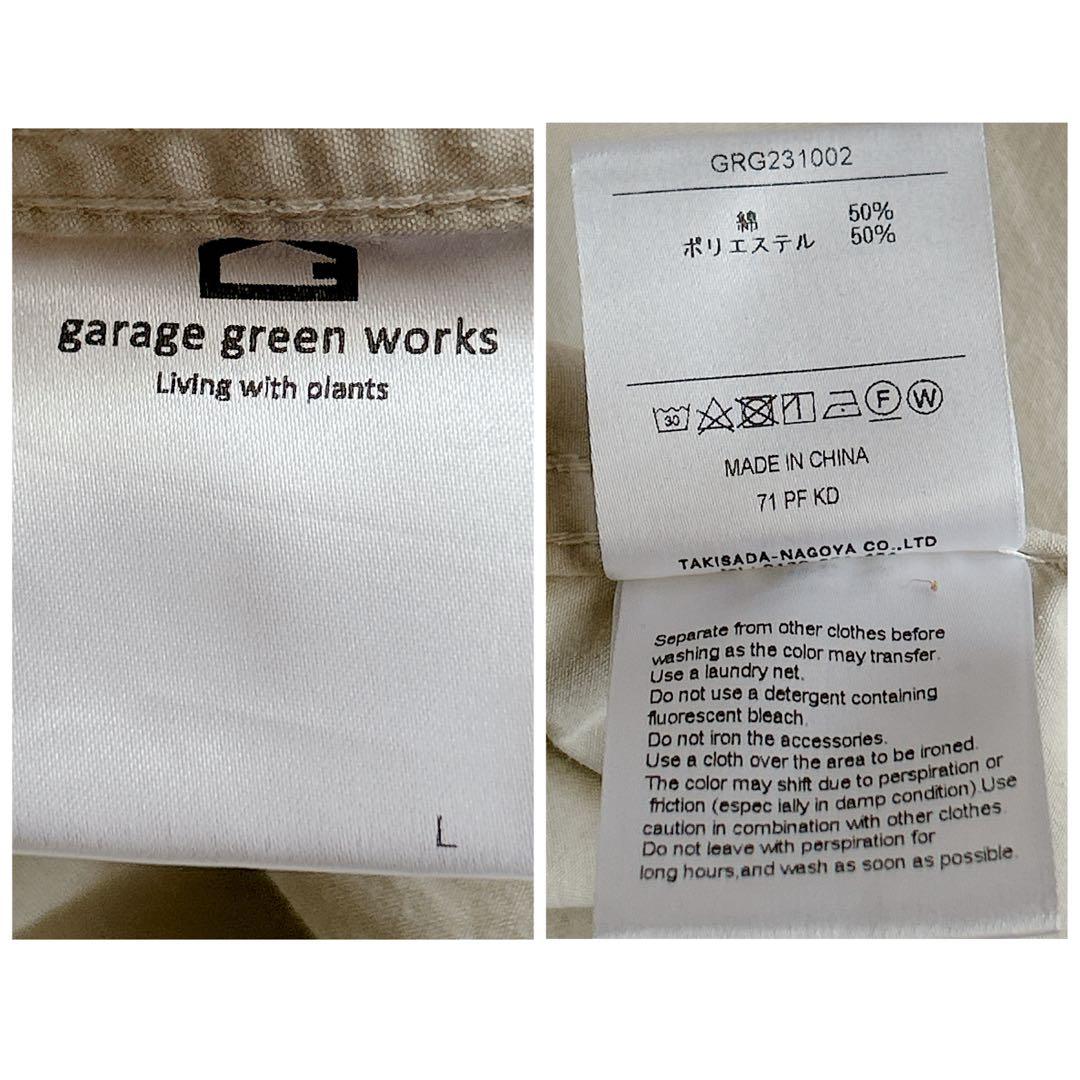 garage green works
Living with plants
L
GRG231002
綿 50%
ポリエステル 50%
30
F W
MADE IN CHINA
71 PF KD
TAKISADA-NAGOYA CO.,LTD
Separate from other clothes before
washing as the color may transfer.
Use a laundry net.
Do not use a detergent containing
fluorescent bleach.
Do not iron the accessories.
Use a cloth over the area to be ironed.
The color may shift due to perspiration or
friction (espec ially in damp condition).Use
caution in combination with other clothes.
Do not leave with perspiration for
long hours,and wash as soon as possible.